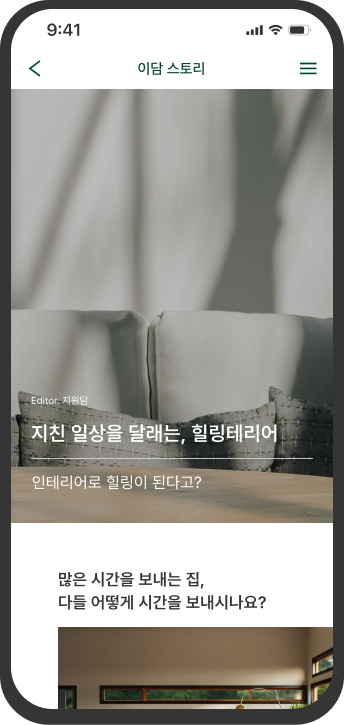 9:41
이담 스토리
Editor. 지원담
지친 일상을 달래는, 힐링테리어
인테리어로 힐링이 된다고?
많은 시간을 보내는 집,
다들 어떻게 시간을 보내시나요?